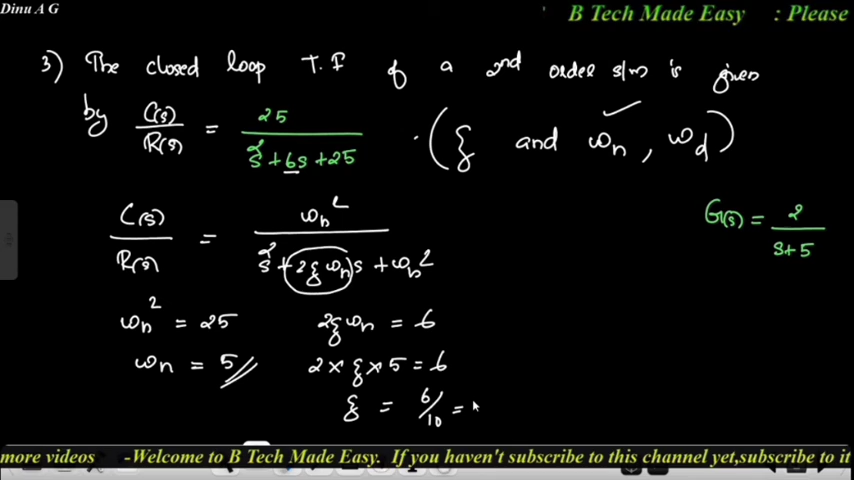 Dinu A G
B Tech Made Easy : Please
3) The closed loop T.F of a 2nd order s/m is given
by C(s)/R(s) = 25/(s²+6s+25) . (ξ and ωn, ωd)
C(s)/R(s) = ωn²/(s²+2ξωns+ωn²)
G(s) = 2/(s+5)
ωn² = 25 2ξωn = 6
ωn = 5// 2×ξ×5 = 6
ξ = 6/10 =
more videos -Welcome to B Tech Made Easy. If you haven't subscribe to this channel yet,subscribe to it